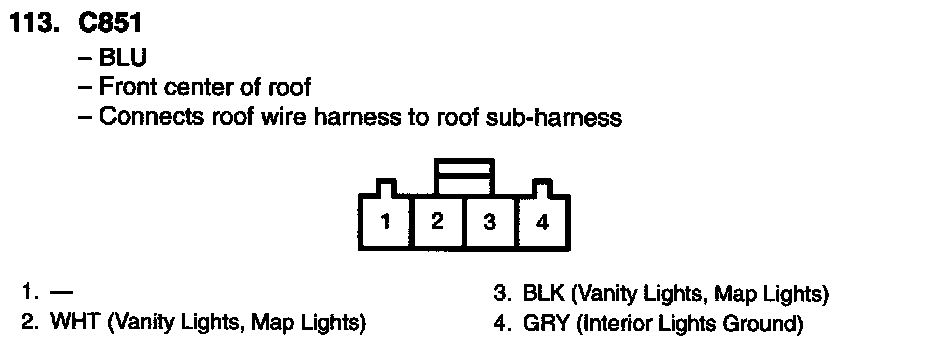 113. C851
– BLU
– Front center of roof
– Connects roof wire harness to roof sub-harness
1 2 3 4
1. —
2. WHT (Vanity Lights, Map Lights)
3. BLK (Vanity Lights, Map Lights)
4. GRY (Interior Lights Ground)